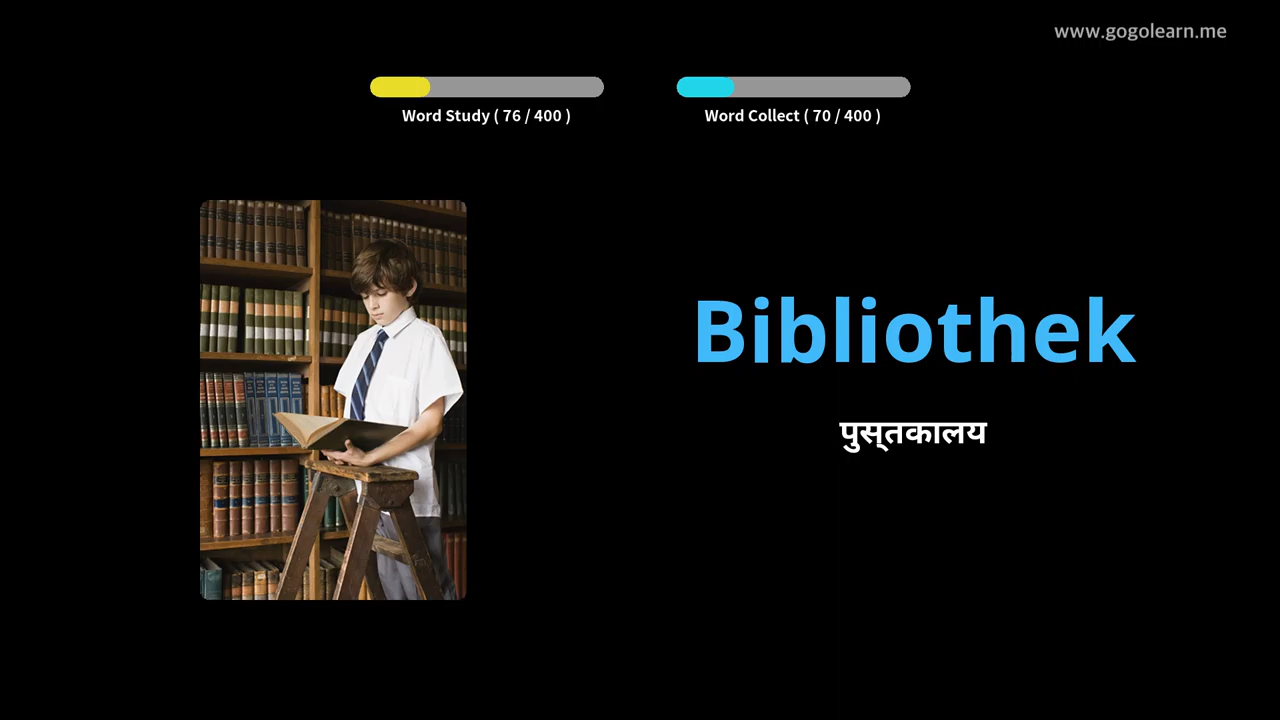 www.gogolearn.me
Word Study ( 76 / 400 )
Word Collect ( 70 / 400 )
Bibliothek
पुस्तकालय